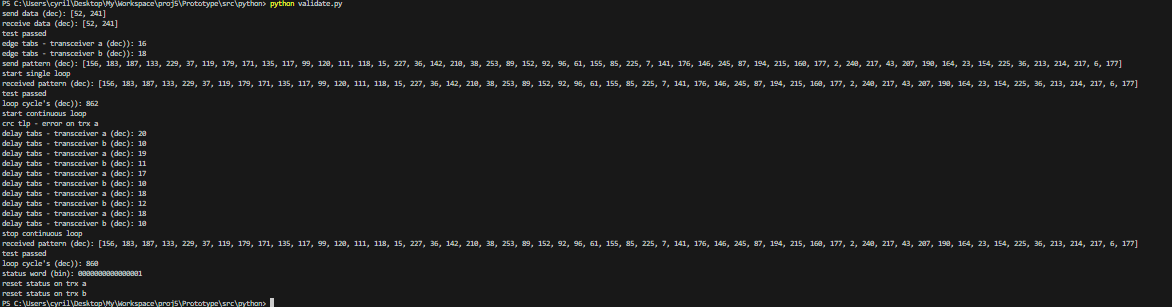 PS C:\Users\cyril\Desktop\My\Workspace\proj5\Prototype\src\python> python validate.py
send data (dec): [52, 241]
receive data (dec): [52, 241]
test passed
edge tabs - transceiver a (dec)): 16
edge tabs - transceiver b (dec)): 18
send pattern (dec): [156, 183, 187, 133, 229, 37, 119, 179, 171, 135, 117, 99, 120, 111, 118, 15, 227, 36, 142, 210, 38, 253, 89, 152, 92, 96, 61, 155, 85, 225, 7, 141, 176, 146, 245, 87, 194, 215, 160, 177, 2, 240, 217, 43, 207, 190, 164, 23, 154, 225, 36, 213, 214, 217, 6, 177]
start single loop
received pattern (dec): [156, 183, 187, 133, 229, 37, 119, 179, 171, 135, 117, 99, 120, 111, 118, 15, 227, 36, 142, 210, 38, 253, 89, 152, 92, 96, 61, 155, 85, 225, 7, 141, 176, 146, 245, 87, 194, 215, 160, 177, 2, 240, 217, 43, 207, 190, 164, 23, 154, 225, 36, 213, 214, 217, 6, 177]
test passed
loop cycle's (dec)): 862
start continuous loop
crc tlp - error on trx a
delay tabs - transceiver a (dec): 20
delay tabs - transceiver b (dec): 10
delay tabs - transceiver a (dec): 19
delay tabs - transceiver b (dec): 11
delay tabs - transceiver a (dec): 17
delay tabs - transceiver b (dec): 10
delay tabs - transceiver a (dec): 18
delay tabs - transceiver b (dec): 12
delay tabs - transceiver a (dec): 18
delay tabs - transceiver b (dec): 10
stop continuous loop
received pattern (dec): [156, 183, 187, 133, 229, 37, 119, 179, 171, 135, 117, 99, 120, 111, 118, 15, 227, 36, 142, 210, 38, 253, 89, 152, 92, 96, 61, 155, 85, 225, 7, 141, 176, 146, 245, 87, 194, 215, 160, 177, 2, 240, 217, 43, 207, 190, 164, 23, 154, 225, 36, 213, 214, 217, 6, 177]
test passed
loop cycle's (dec)): 860
status word (bin): 0000000000000001
reset status on trx a
reset status on trx b
PS C:\Users\cyril\Desktop\My\Workspace\proj5\Prototype\src\python>